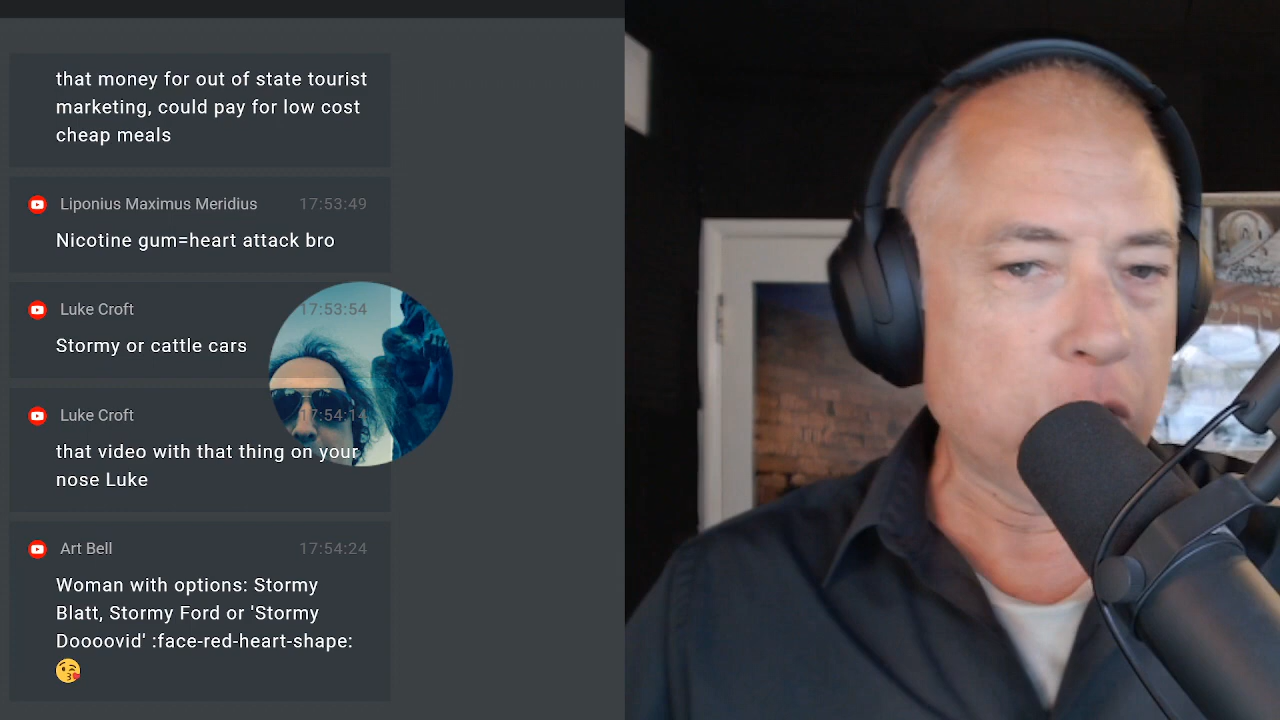 that money for out of state tourist
marketing, could pay for low cost
cheap meals
Liponius Maximus Meridius 17:53:49
Nicotine gum=heart attack bro
Luke Croft 17:53:54
Stormy or cattle cars
Luke Croft 17:54:14
that video with that thing on your
nose Luke
Art Bell 17:54:24
Woman with options: Stormy
Blatt, Stormy Ford or 'Stormy
Doooovid' :face-red-heart-shape:
😘